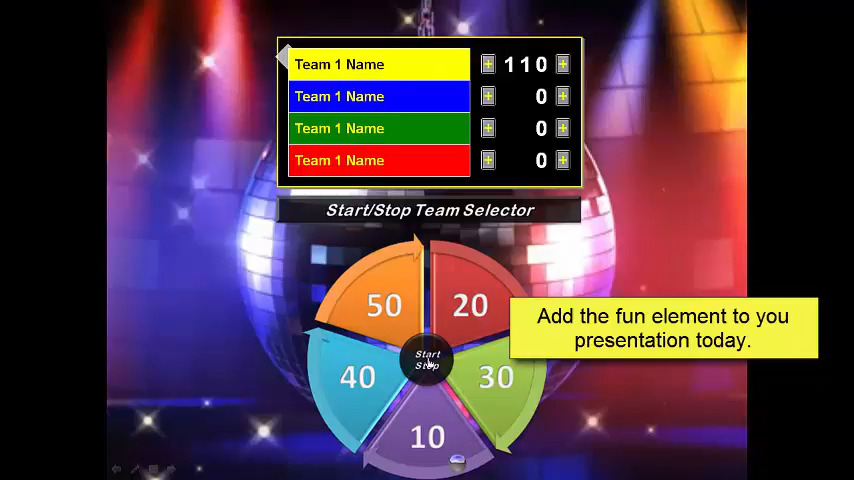 Team 1 Name + 110 +
Team 1 Name + 0 +
Team 1 Name + 0 +
Team 1 Name + 0 +
Start/Stop Team Selector
50 20
Add the fun element to you
presentation today.
Start
Stop
40 30
10